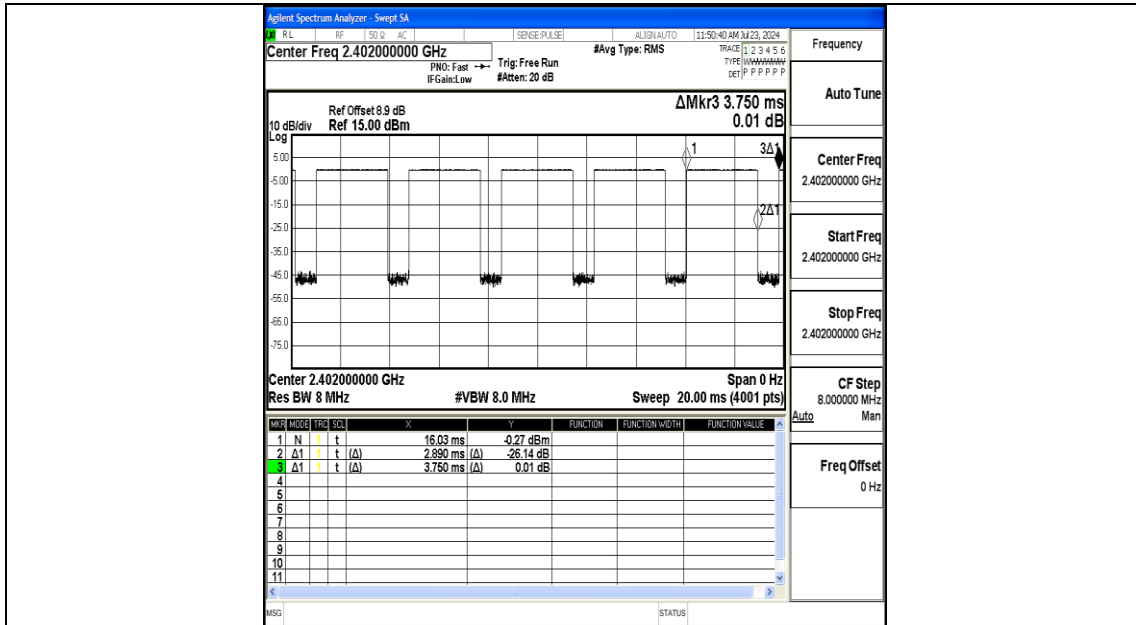 Agilent Spectrum Analyzer - Swept SA
RL RF 50 Ω AC SENSE:PULSE ALIGN AUTO 11:50:40 AM Jul 23, 2024
Center Freq 2.402000000 GHz #Avg Type: RMS TRACE 1 2 3 4 5 6
PNO: Fast Trig: Free Run TYPE
IFGain:Low #Atten: 20 dB DET P P P P P P
Frequency
Auto Tune
ΔMkr3 3.750 ms
0.01 dB
Ref Offset 8.9 dB
10 dB/div Ref 15.00 dBm
Log
1 3Δ1
2Δ1
5.00
-5.00
-15.0
-25.0
-35.0
-45.0
-55.0
-65.0
-75.0
Center Freq
2.402000000 GHz
Start Freq
2.402000000 GHz
Stop Freq
2.402000000 GHz
Center 2.402000000 GHz Span 0 Hz
Res BW 8 MHz #VBW 8.0 MHz Sweep 20.00 ms (4001 pts)
CF Step
8.000000 MHz
Auto Man
MKR MODE TRC SCL X Y FUNCTION FUNCTION WIDTH FUNCTION VALUE
1 N 1 t 16.03 ms -0.27 dBm
2 Δ1 1 t (Δ) 2.890 ms (Δ) -26.14 dB
3 Δ1 1 t (Δ) 3.750 ms (Δ) 0.01 dB
4
5
6
7
8
9
10
11
Freq Offset
0 Hz
MSG STATUS